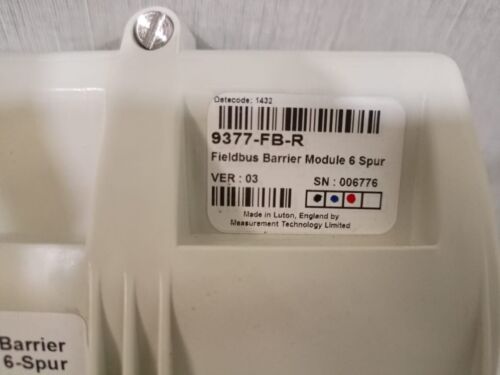 Datecode: 1432
9377-FB-R
Fieldbus Barrier Module 6 Spur
VER : 03 SN : 006776
Made in Luton, England by
Measurement Technology Limited
Barrier
6-Spur